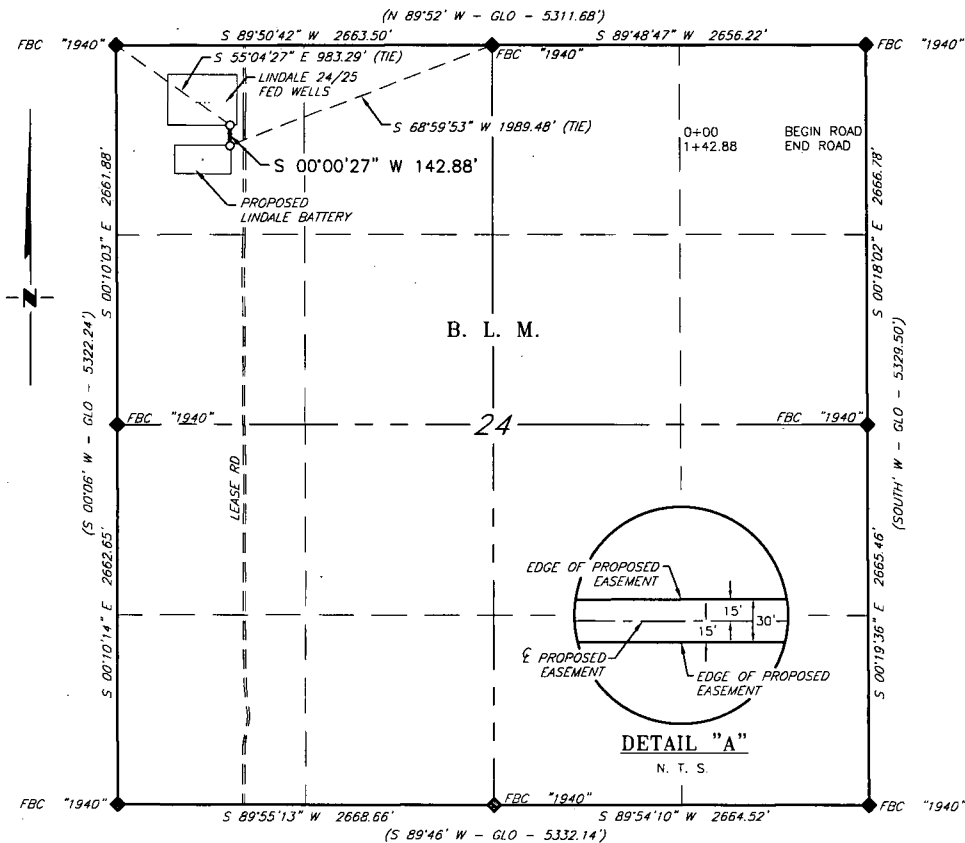 (N 89°52' W - GLO - 5311.68')
FBC "1940"
S 89°50'42" W 2663.50'
FBC "1940"
S 89°48'47" W 2656.22'
FBC "1940"
S 55°04'27" E 983.29' (TIE)
LINDALE 24/25
FED WELLS
S 68°59'53" W 1989.48' (TIE)
0+00 BEGIN ROAD
1+42.88 END ROAD
S 00°00'27" W 142.88'
PROPOSED
LINDALE BATTERY
S 00°10'03" E 2661.88'
S 00°18'02" E 2666.78'
N
B. L. M.
(S 00°06' W - GLO - 5322.24')
(SOUTH' W - GLO - 5329.50')
FBC "1940"
24
FBC "1940"
LEASE RD
S 00°10'14" E 2662.65'
S 00°19'36" E 2665.46'
EDGE OF PROPOSED
EASEMENT
15'
30'
15'
℄ PROPOSED
EASEMENT
EDGE OF PROPOSED
EASEMENT
DETAIL "A"
N. T. S.
FBC "1940"
S 89°55'13" W 2668.66'
FBC "1940"
S 89°54'10" W 2664.52'
FBC "1940"
(S 89°46' W - GLO - 5332.14')